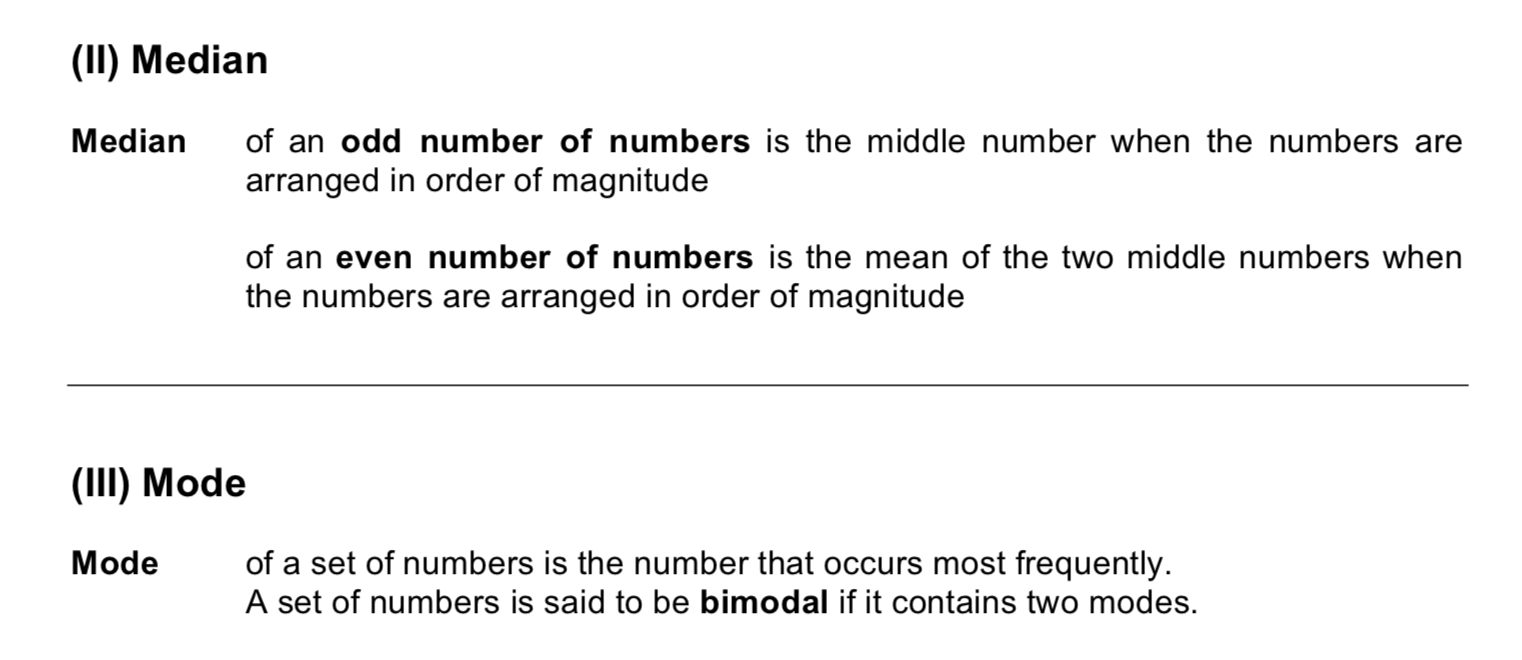 (II) Median
Median of an odd number of numbers is the middle number when the numbers are
arranged in order of magnitude
of an even number of numbers is the mean of the two middle numbers when
the numbers are arranged in order of magnitude
(III) Mode
Mode of a set of numbers is the number that occurs most frequently.
A set of numbers is said to be bimodal if it contains two modes.